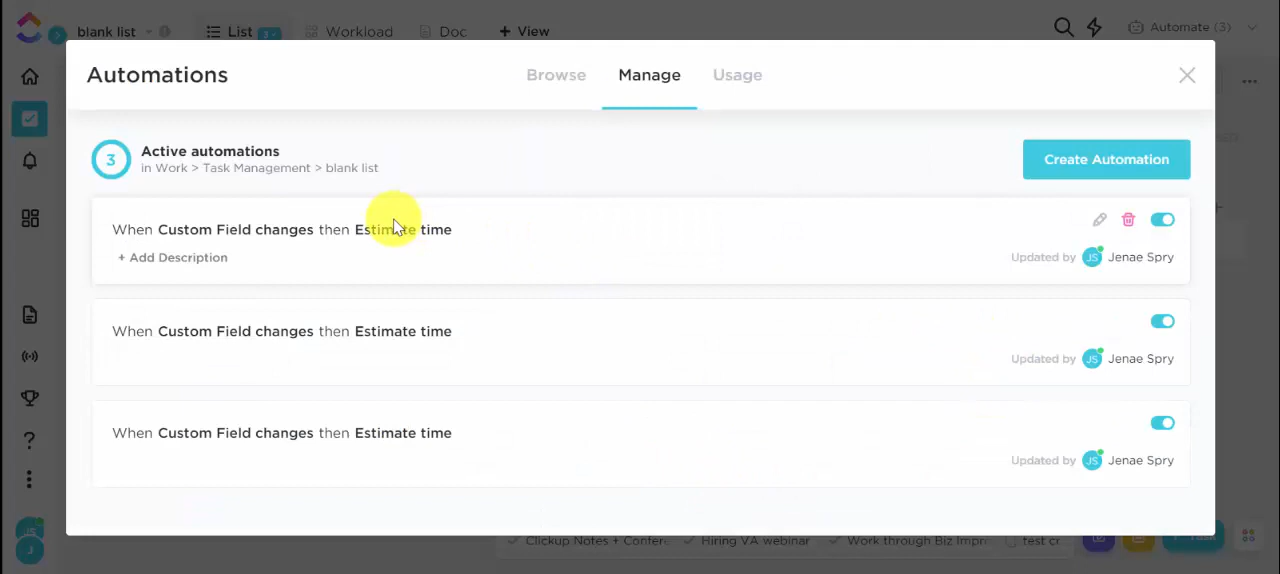 blank list
List
3
Workload
Doc
+ View
Automate (3)
Automations
Browse
Manage
Usage
3
Active automations
in Work > Task Management > blank list
Create Automation
When Custom Field changes then Estimate time
+ Add Description
Updated by JS Jenae Spry
When Custom Field changes then Estimate time
Updated by JS Jenae Spry
When Custom Field changes then Estimate time
Updated by JS Jenae Spry
?
JS
J
Clickup Notes + Confere
Hiring VA webinar
Work through Biz Impr
test cr